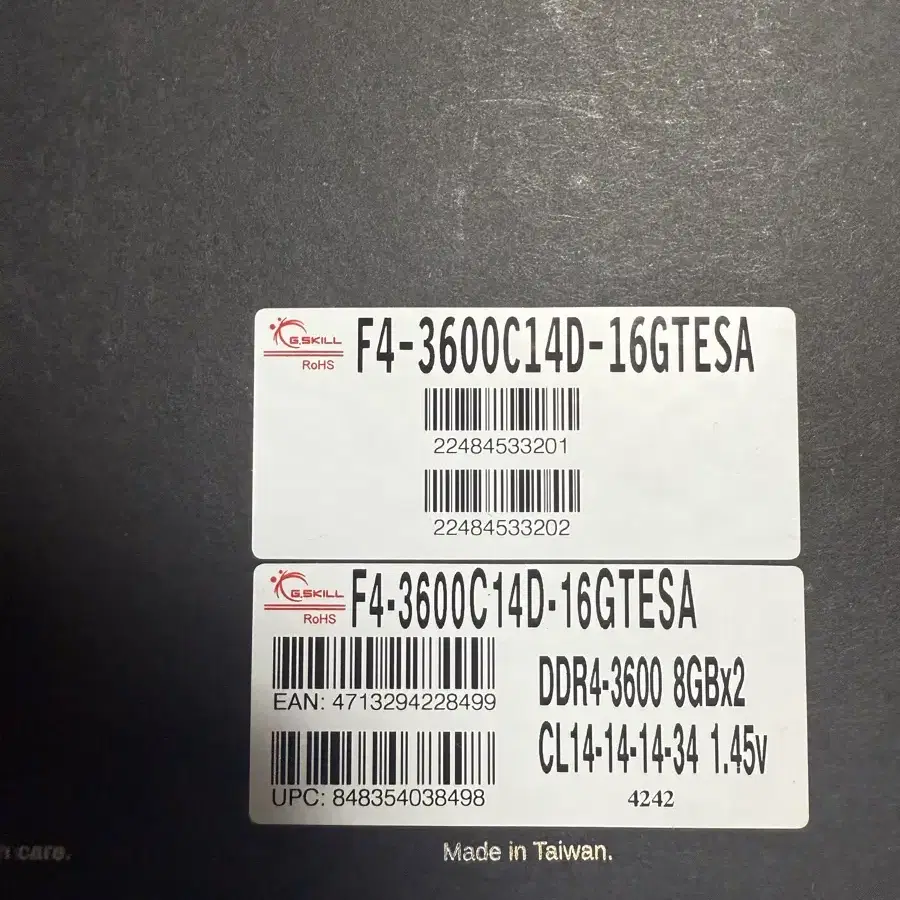 G.SKILL
RoHS
F4-3600C14D-16GTESA
22484533201
22484533202
G.SKILL
RoHS
F4-3600C14D-16GTESA
EAN: 4713294228499
DDR4-3600 8GBx2
CL14-14-14-34 1.45v
UPC: 848354038498
4242
care.
Made in Taiwan.